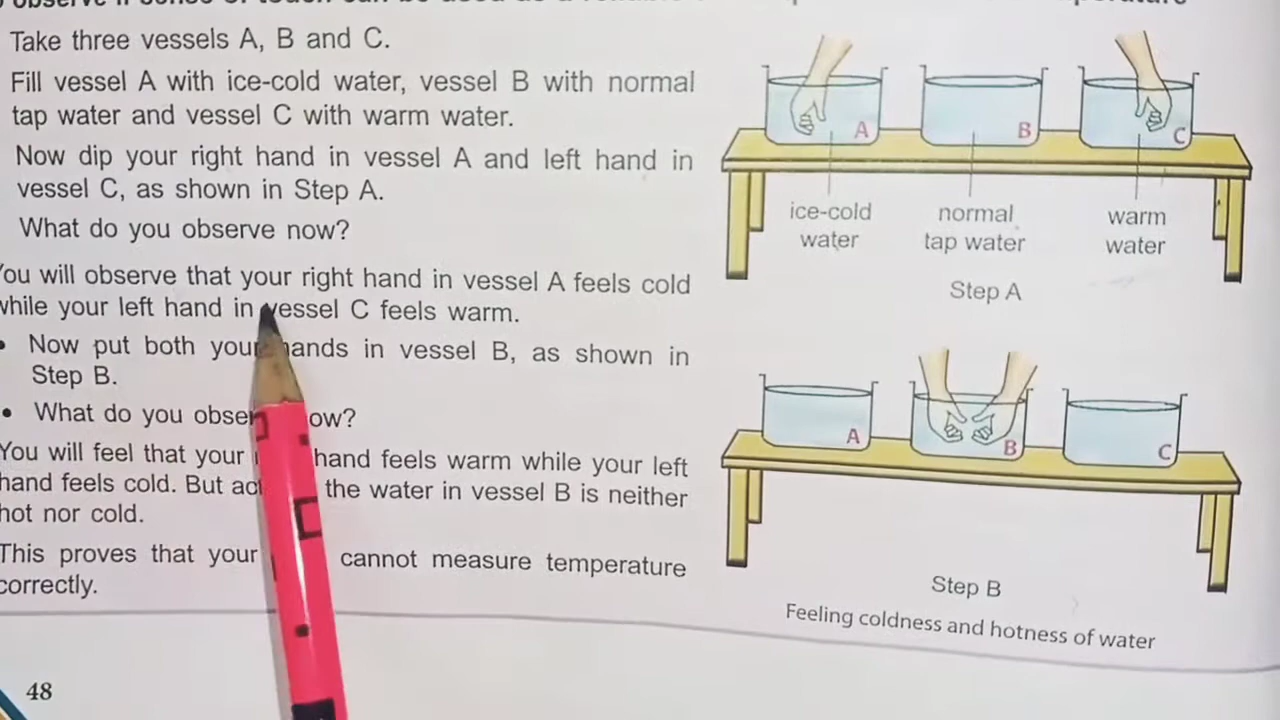 Take three vessels A, B and C.
Fill vessel A with ice-cold water, vessel B with normal
tap water and vessel C with warm water.
Now dip your right hand in vessel A and left hand in
vessel C, as shown in Step A.
What do you observe now?
You will observe that your right hand in vessel A feels cold
while your left hand in vessel C feels warm.
• Now put both your hands in vessel B, as shown in
Step B.
• What do you obser ow?
You will feel that your hand feels warm while your left
hand feels cold. But the water in vessel B is neither
hot nor cold.
This proves that your cannot measure temperature
correctly.
48
A
B
C
ice-cold
water
normal
tap water
warm
water
Step A
A
B
C
Step B
Feeling coldness and hotness of water